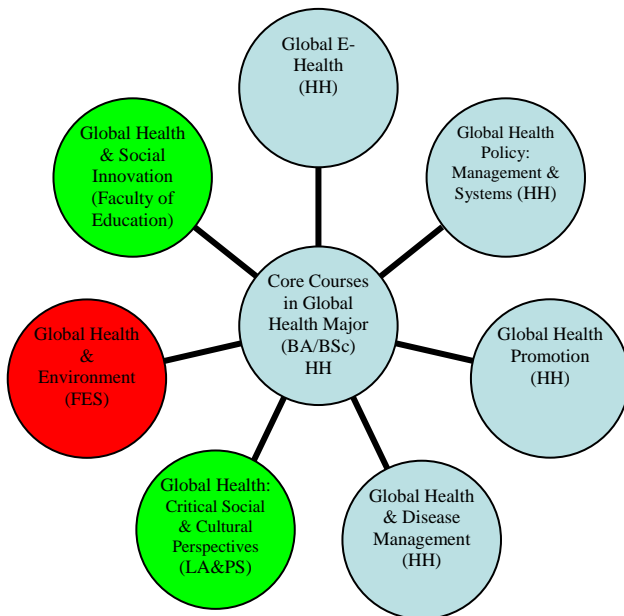 Global E-
Health
(HH)
Global Health
Policy:
Management &
Systems (HH)
Global Health
Promotion
(HH)
Global Health
& Disease
Management
(HH)
Global Health:
Critical Social
& Cultural
Perspectives
(LA&PS)
Global Health
&
Environment
(FES)
Global Health
& Social
Innovation
(Faculty of
Education)
Core Courses
in Global
Health Major
(BA/BSc)
HH